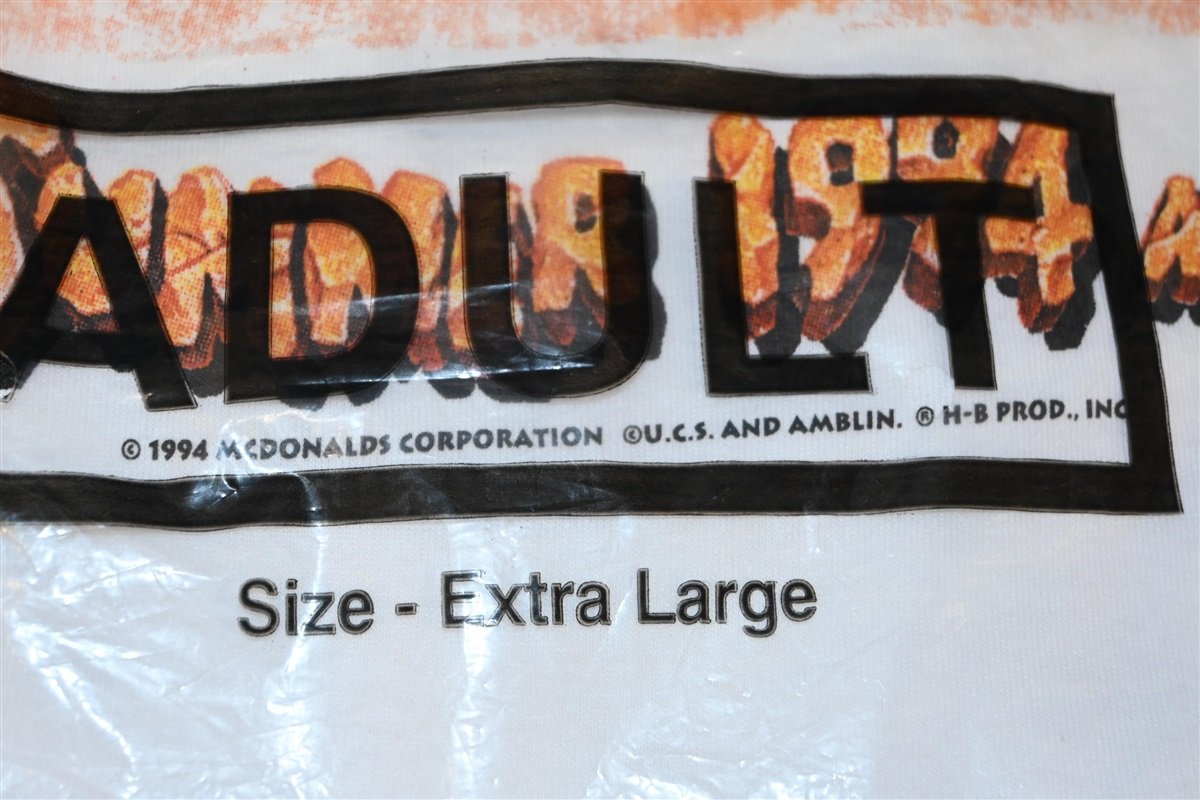 ADULT
© 1994 MCDONALDS CORPORATION ©U.C.S. AND AMBLIN. ® H-B PROD., INC
Size - Extra Large